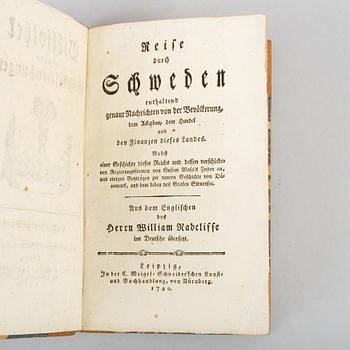 Reise
durch
Schweden
enthaltend
genaue Nachrichten von der Bevölkerung,
dem Ackerbau, dem Handel
und
den Finanzen dieses Landes.
Nebst
einer Geschichte dieses Reichs und dessen verschiede-
nen Regierungsformen von Gustav Wasa's Zeiten an,
und einigen Beyträgen zur neuern Geschichte von Dä-
nemark, und dem Leben des Grafen Struensee.
Aus dem Englischen
des
Herrn William Radcliffe
ins Deutsche übersetzt.
Leipzig,
In der C. Weigel-Schneiderschen Kunst-
und Buchhandlung, von Nürnberg.
1790.